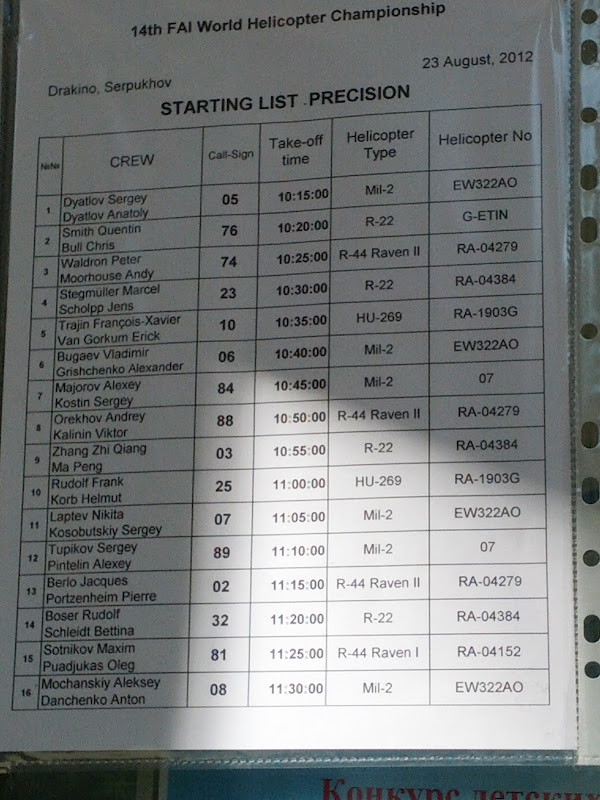 14th FAI World Helicopter Championship
Drakino, Serpukhov
23 August, 2012
STARTING LIST .PRECISION
№№ CREW Call-Sign Take-off time Helicopter Type Helicopter No
1 Dyatlov Sergey Dyatlov Anatoly 05 10:15:00 Mil-2 EW322AO
2 Smith Quentin Bull Chris 76 10:20:00 R-22 G-ETIN
3 Waldron Peter Moorhouse Andy 74 10:25:00 R-44 Raven II RA-04279
4 Stegmüller Marcel Scholpp Jens 23 10:30:00 R-22 RA-04384
5 Trajin François-Xavier Van Gorkum Erick 10 10:35:00 HU-269 RA-1903G
6 Bugaev Vladimir Grishchenko Alexander 06 10:40:00 Mil-2 EW322AO
7 Majorov Alexey Kostin Sergey 84 10:45:00 Mil-2 07
8 Orekhov Andrey Kalinin Viktor 88 10:50:00 R-44 Raven II RA-04279
9 Zhang Zhi Qiang Ma Peng 03 10:55:00 R-22 RA-04384
10 Rudolf Frank Korb Helmut 25 11:00:00 HU-269 RA-1903G
11 Laptev Nikita Kosobutskiy Sergey 07 11:05:00 Mil-2 EW322AO
12 Tupikov Sergey Pintelin Alexey 89 11:10:00 Mil-2 07
13 Berlo Jacques Portzenheim Pierre 02 11:15:00 R-44 Raven II RA-04279
14 Boser Rudolf Schleidt Bettina 32 11:20:00 R-22 RA-04384
15 Sotnikov Maxim Puadjukas Oleg 81 11:25:00 R-44 Raven I RA-04152
16 Mochanskiy Aleksey Danchenko Anton 08 11:30:00 Mil-2 EW322AO
Конкурс детских